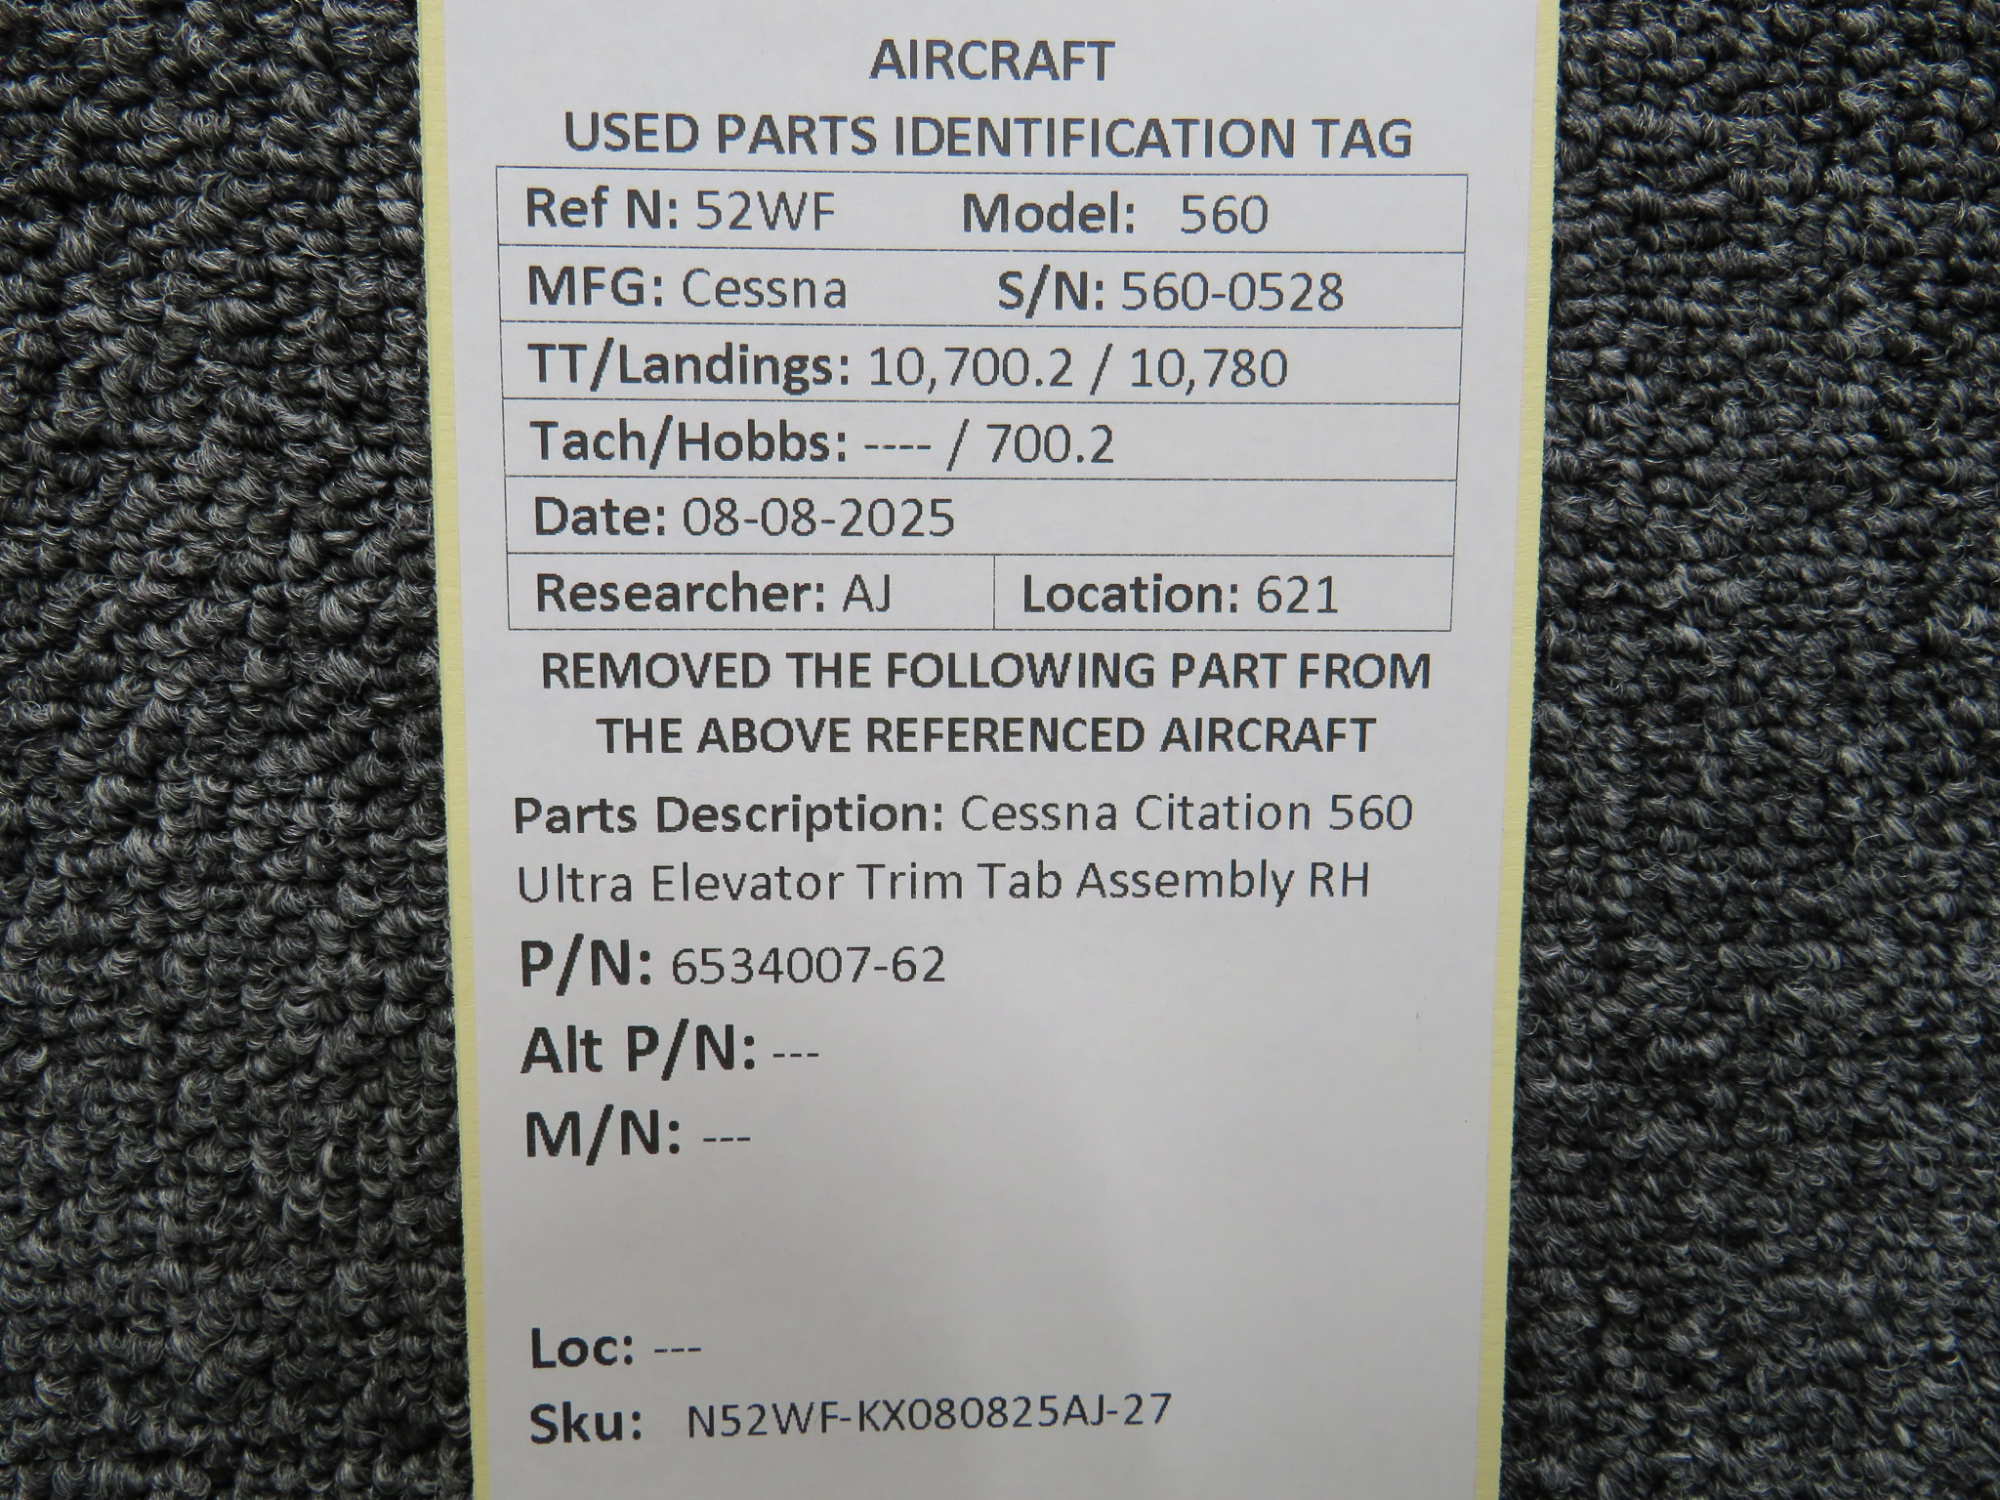 AIRCRAFT
USED PARTS IDENTIFICATION TAG
Ref N: 52WF Model: 560
MFG: Cessna S/N: 560-0528
TT/Landings: 10,700.2 / 10,780
Tach/Hobbs: ---- / 700.2
Date: 08-08-2025
Researcher: AJ Location: 621
REMOVED THE FOLLOWING PART FROM
THE ABOVE REFERENCED AIRCRAFT
Parts Description: Cessna Citation 560
Ultra Elevator Trim Tab Assembly RH
P/N: 6534007-62
Alt P/N: ---
M/N: ---
Loc: ---
Sku: N52WF-KX080825AJ-27